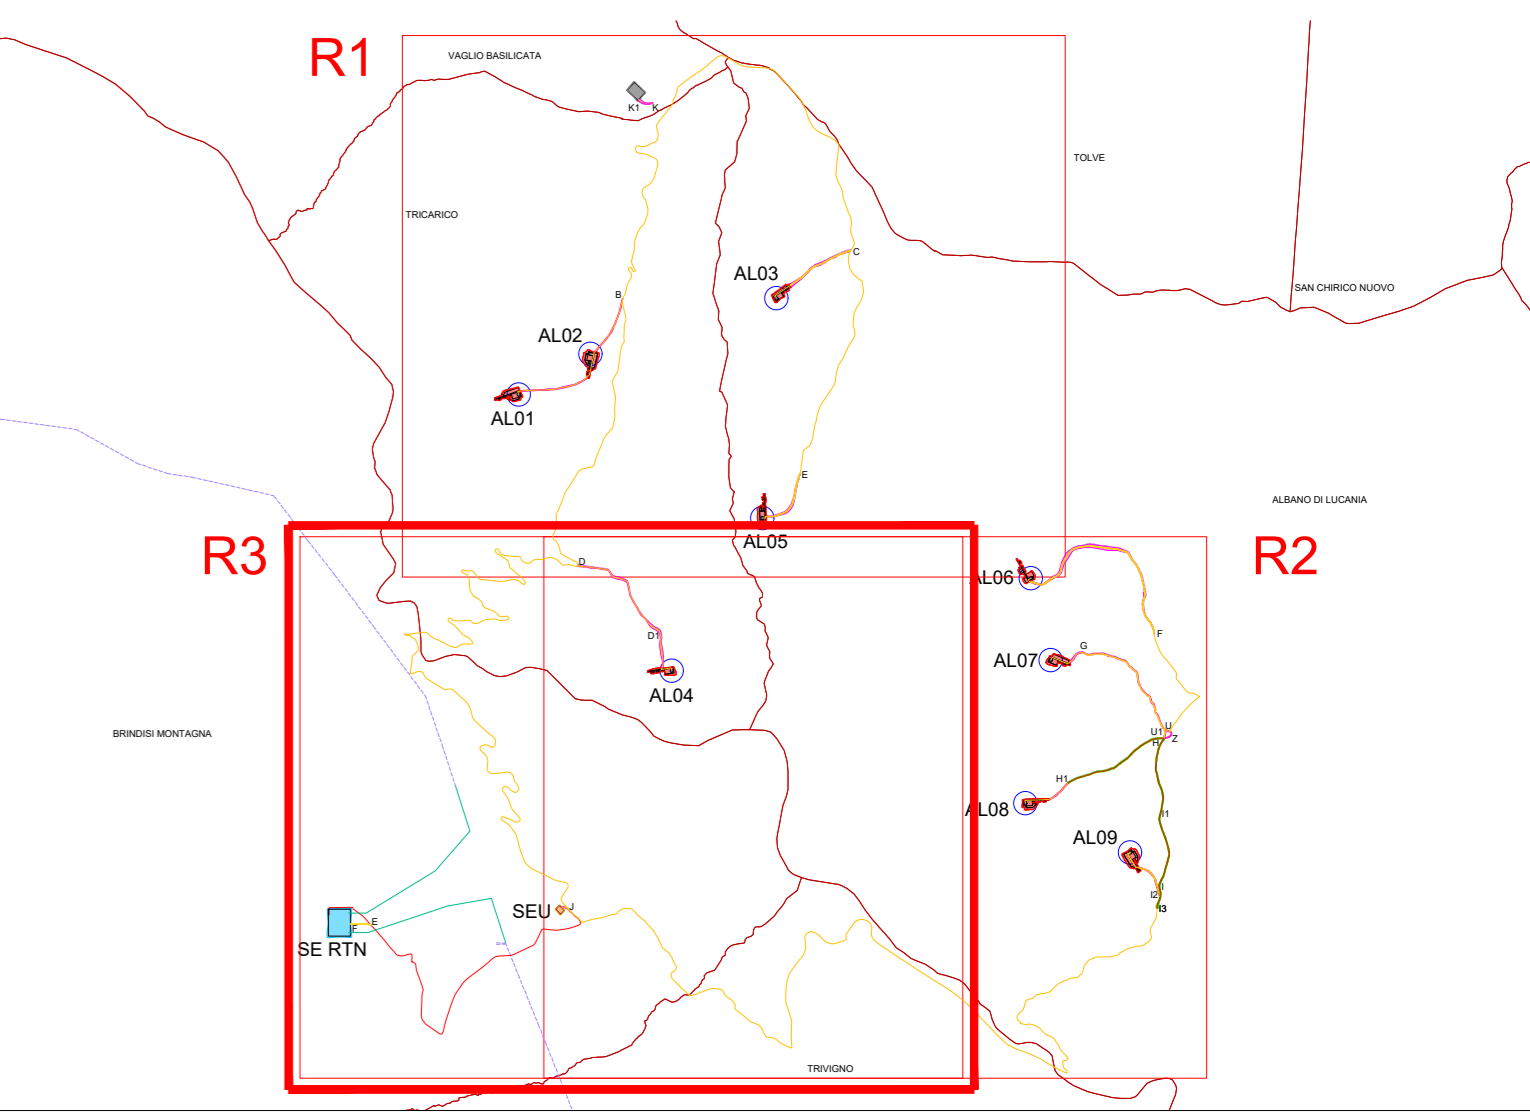 R1
VAGLIO BASILICATA
K1
K
TOLVE
TRICARICO
C
AL03
SAN CHIRICO NUOVO
B
AL02
AL01
E
ALBANO DI LUCANIA
AL05
R3
R2
D
AL06
D1
F
G
AL07
AL04
U
U1
Z
H
BRINDISI MONTAGNA
H1
AL08
I1
AL09
I
I2
I3
SEU
J
E
F
SE RTN
TRIVIGNO